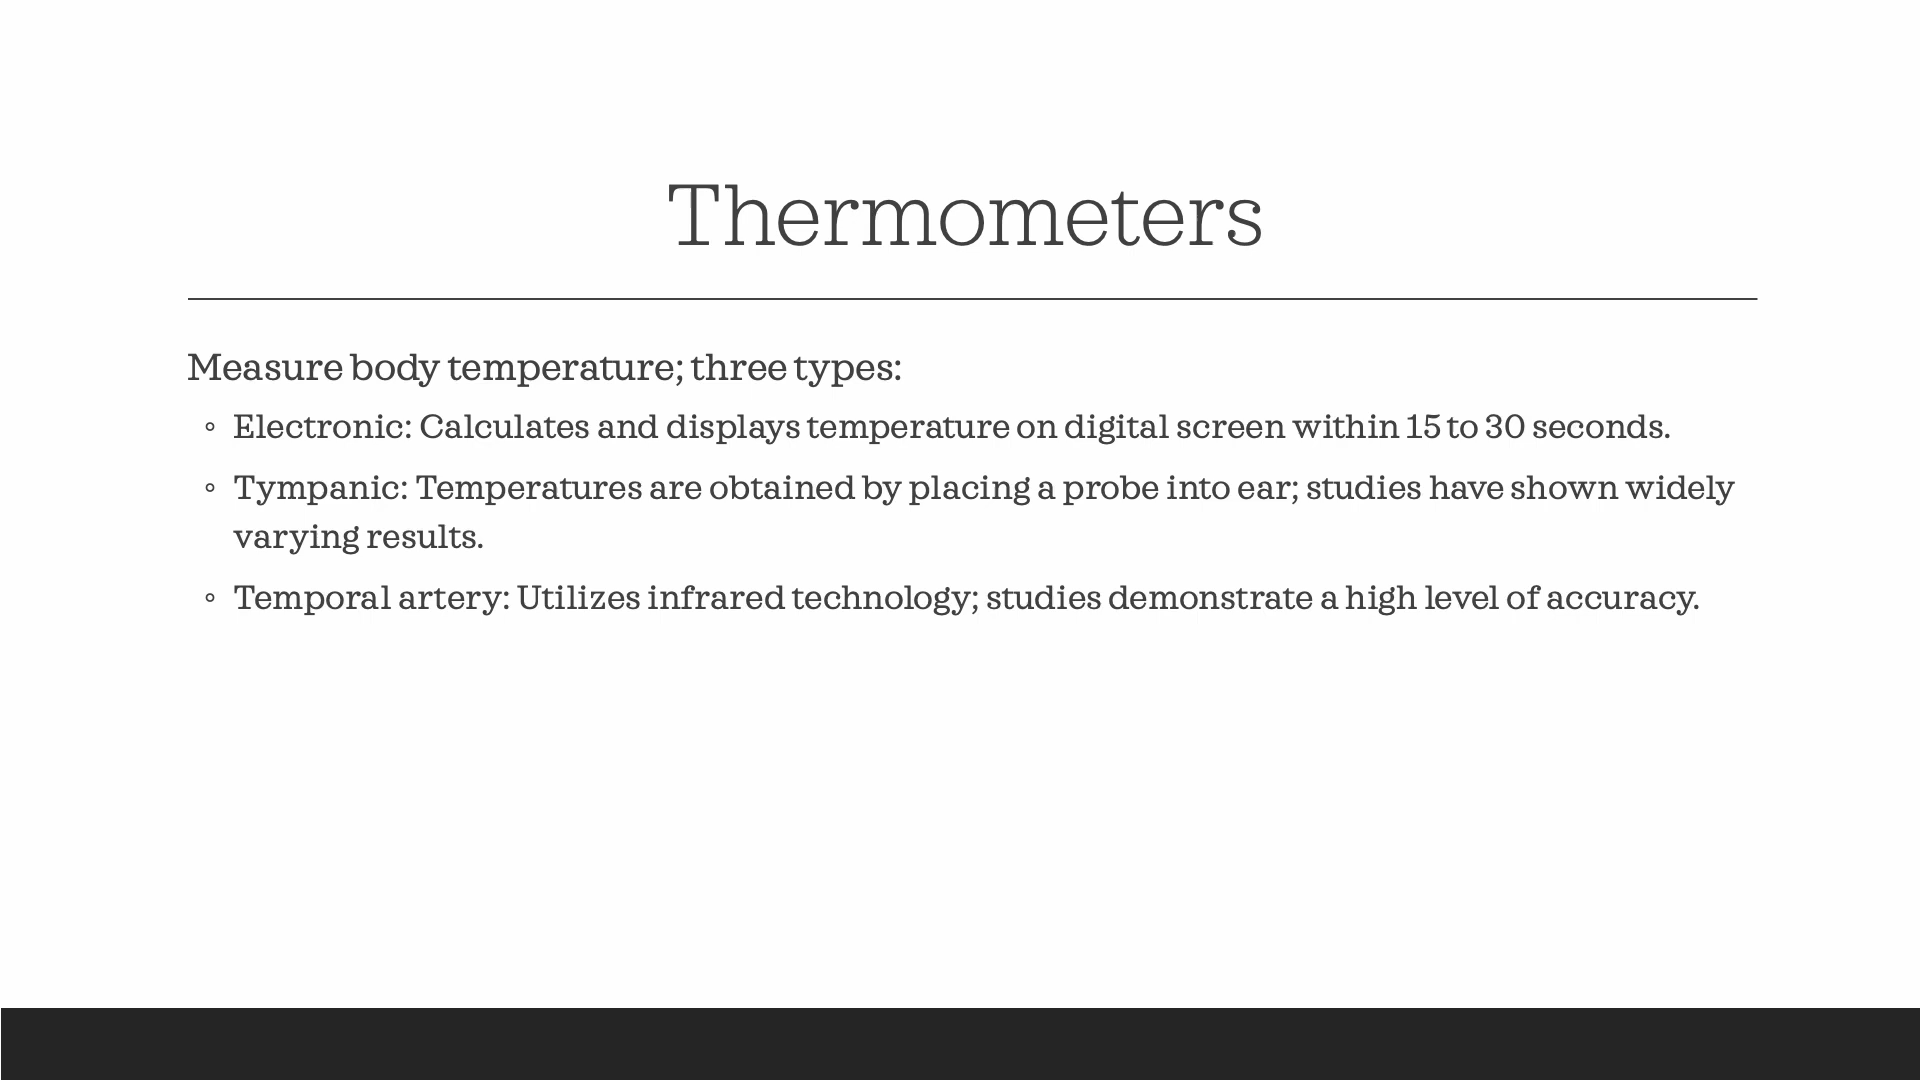 Thermometers
Measure body temperature; three types:
◦ Electronic: Calculates and displays temperature on digital screen within 15 to 30 seconds.
◦ Tympanic: Temperatures are obtained by placing a probe into ear; studies have shown widely
varying results.
◦ Temporal artery: Utilizes infrared technology; studies demonstrate a high level of accuracy.